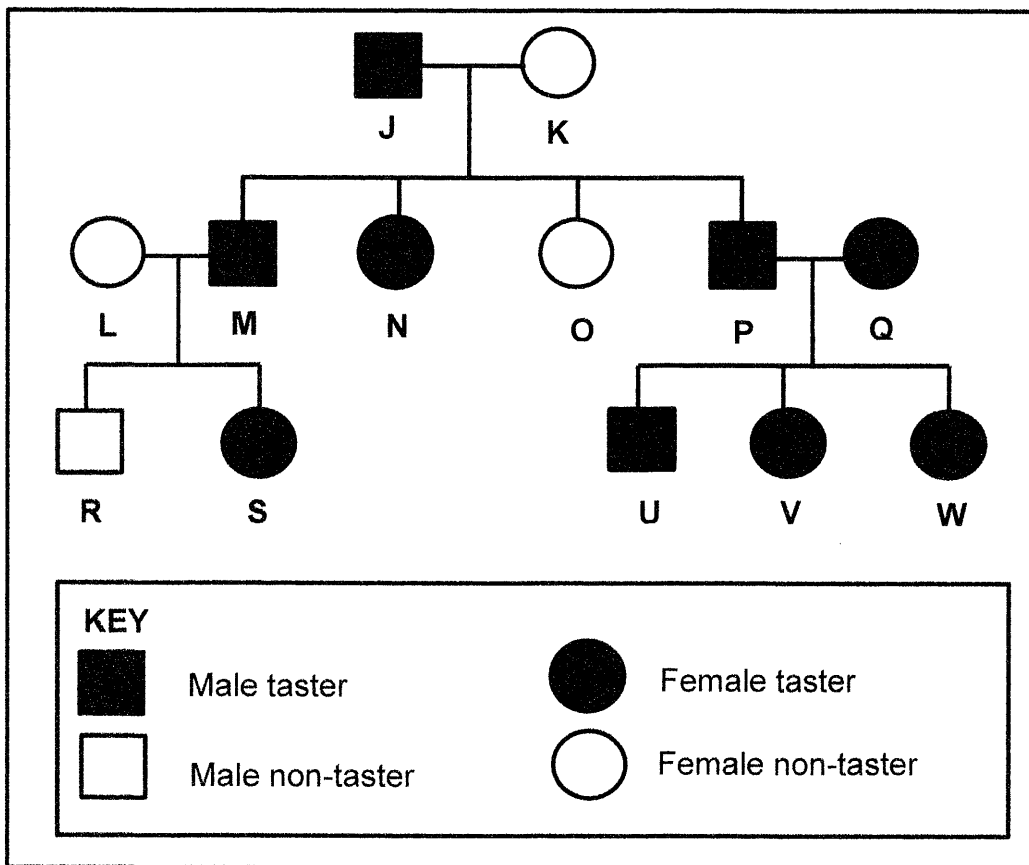 J
K
L
M
N
O
P
Q
R
S
U
V
W
KEY
Male taster
Female taster
Male non-taster
Female non-taster